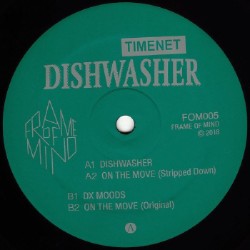 TIMENET
DISHWASHER
FRAME
OF
MIND
FOM005
FRAME OF MIND
© 2010
A1 DISHWASHER
A2 ON THE MOVE (Stripped Down)
B1 DX MOODS
B2 ON THE MOVE (Original)
A